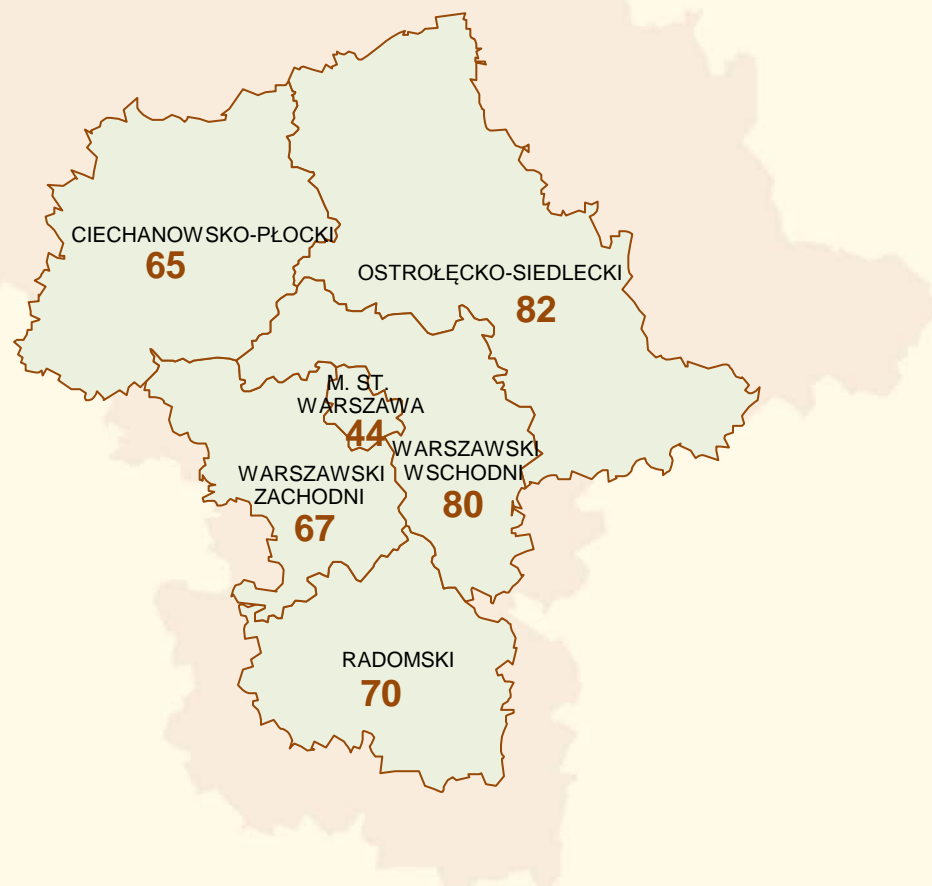 CIECHANOWSKO-PŁOCKI
65
OSTROŁĘCKO-SIEDLECKI
82
M. ST.
WARSZAWA
44
WARSZAWSKI
WSCHODNI
80
WARSZAWSKI
ZACHODNI
67
RADOMSKI
70